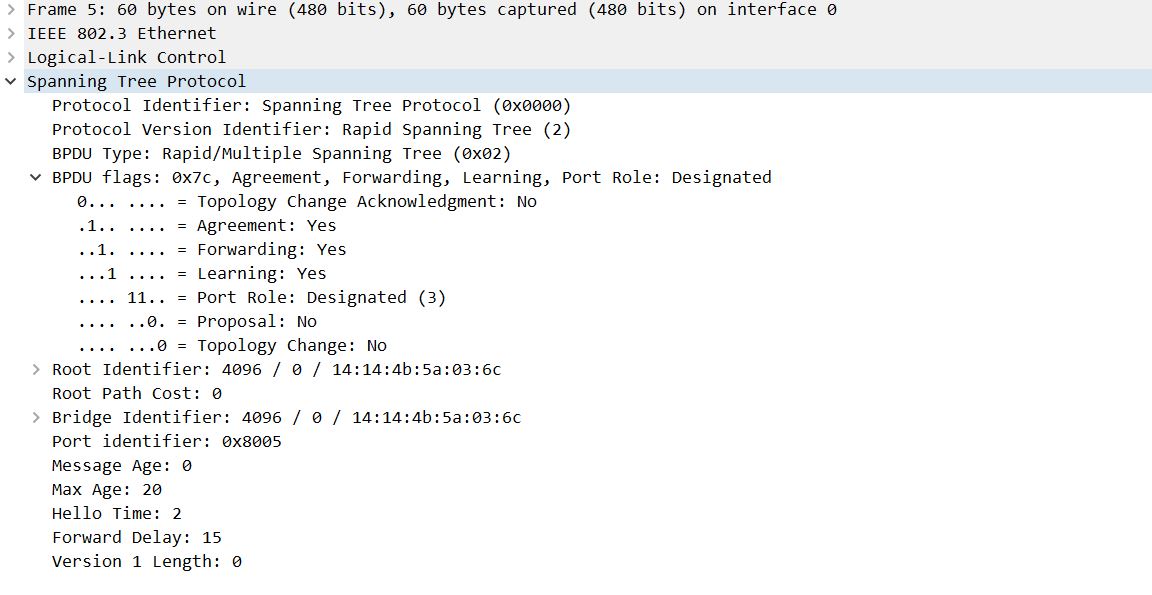 Frame 5: 60 bytes on wire (480 bits), 60 bytes captured (480 bits) on interface 0
IEEE 802.3 Ethernet
Logical-Link Control
Spanning Tree Protocol
Protocol Identifier: Spanning Tree Protocol (0x0000)
Protocol Version Identifier: Rapid Spanning Tree (2)
BPDU Type: Rapid/Multiple Spanning Tree (0x02)
BPDU flags: 0x7c, Agreement, Forwarding, Learning, Port Role: Designated
0... .... = Topology Change Acknowledgment: No
.1.. .... = Agreement: Yes
..1. .... = Forwarding: Yes
...1 .... = Learning: Yes
.... 11.. = Port Role: Designated (3)
.... ..0. = Proposal: No
.... ...0 = Topology Change: No
Root Identifier: 4096 / 0 / 14:14:4b:5a:03:6c
Root Path Cost: 0
Bridge Identifier: 4096 / 0 / 14:14:4b:5a:03:6c
Port identifier: 0x8005
Message Age: 0
Max Age: 20
Hello Time: 2
Forward Delay: 15
Version 1 Length: 0